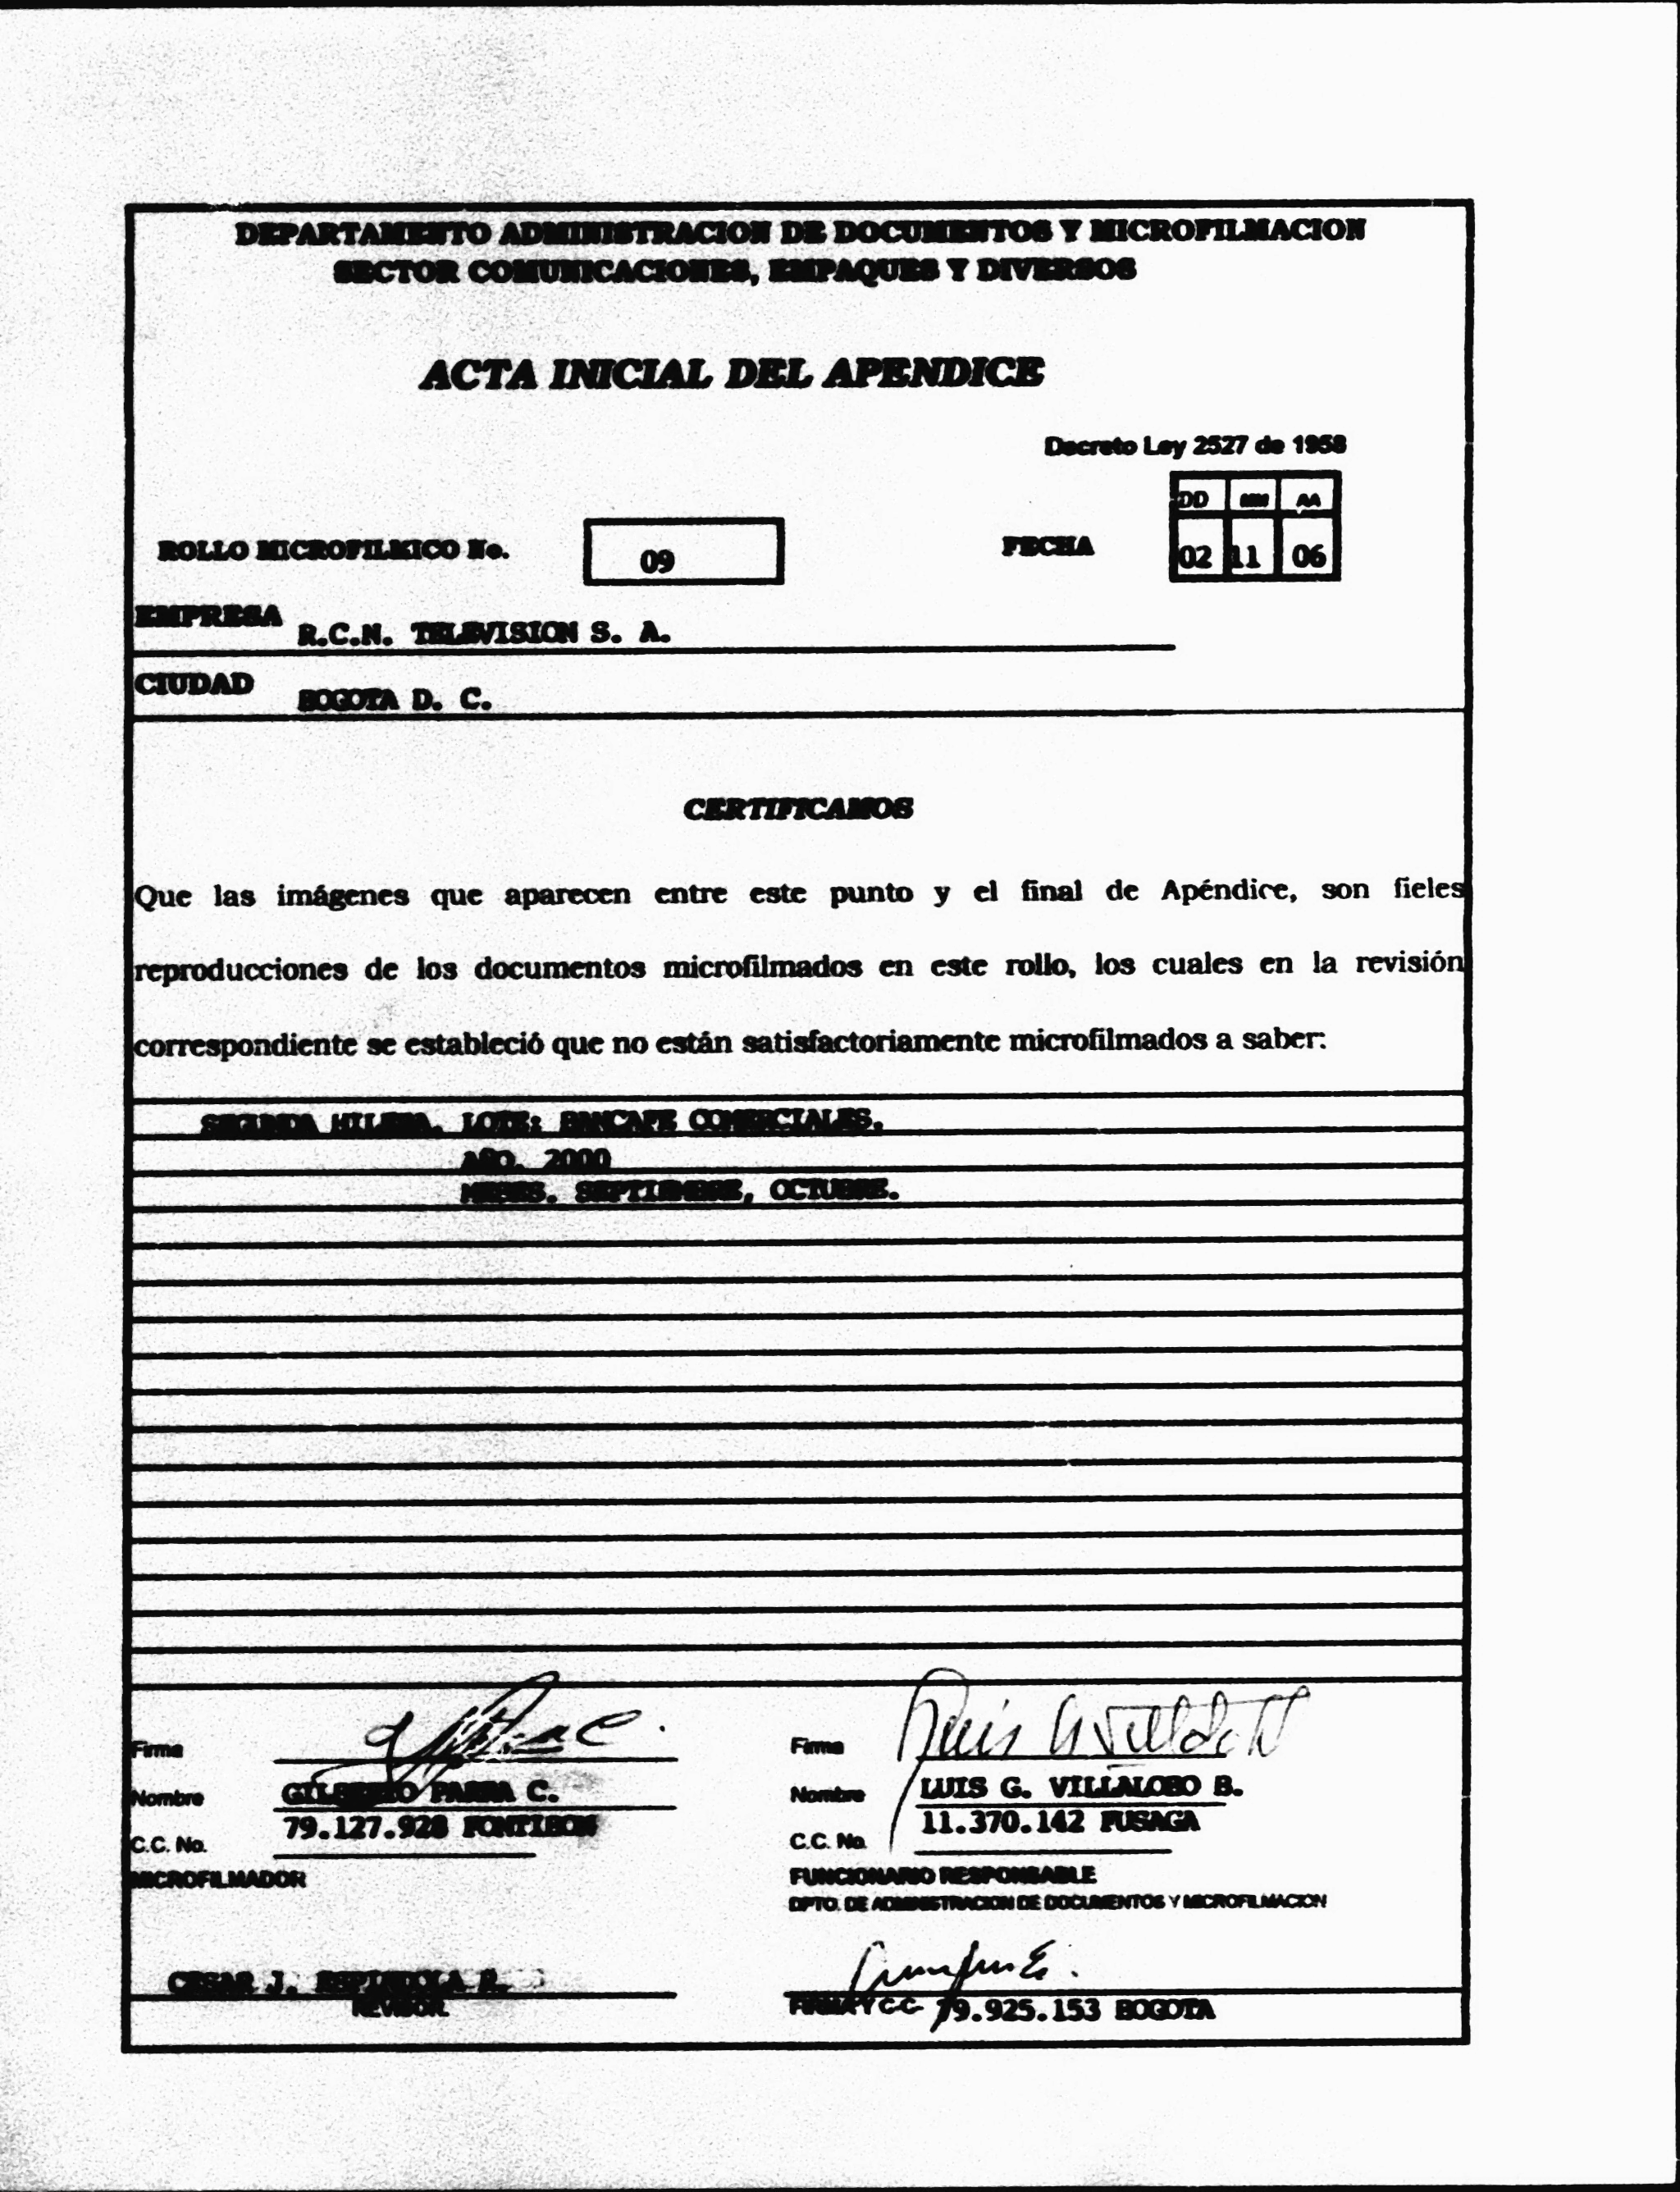 DEPARTAMENTO ADMINISTRACION DE DOCUMENTOS Y MICROFILMACION
SECTOR COMUNICACIONES, EMPAQUES Y DIVERSOS
ACTA INICIAL DEL APENDICE
Decreto Ley 2527 de 1958
DD MM AA
ROLLO MICROFILMICO No. 09 FECHA 02 11 06
EMPRESA R.C.N. TELEVISION S. A.
CIUDAD BOGOTA D. C.
CERTIFICAMOS
Que las imágenes que aparecen entre este punto y el final de Apéndice, son fieles
reproducciones de los documentos microfilmados en este rollo, los cuales en la revisión
correspondiente se estableció que no están satisfactoriamente microfilmados a saber:
SEGUNDA HILERA. LOTE: BANCAFE COMERCIALES.
AÑO. 2000
MESES. SEPTIEMBRE, OCTUBRE.
Firma Firma
Nombre GILBERTO PARRA C. Nombre LUIS G. VILLALOBO B.
C.C. No. 79.127.928 FONTIBON C.C. No. 11.370.142 FUSAGA
MICROFILMADOR FUNCIONARIO RESPONSABLE
DPTO. DE ADMINISTRACION DE DOCUMENTOS Y MICROFILMACION
CESAR J.
REVISOR. FIRMA Y C.C. 79.925.153 BOGOTA